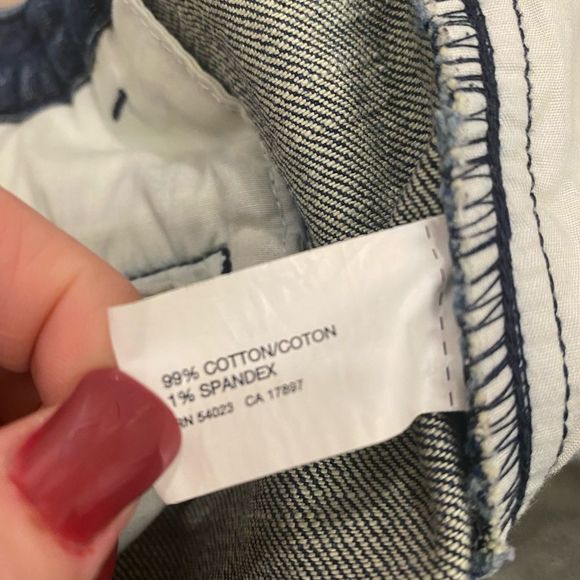 99% COTTON/COTON
1% SPANDEX
RN 54023 CA 17897